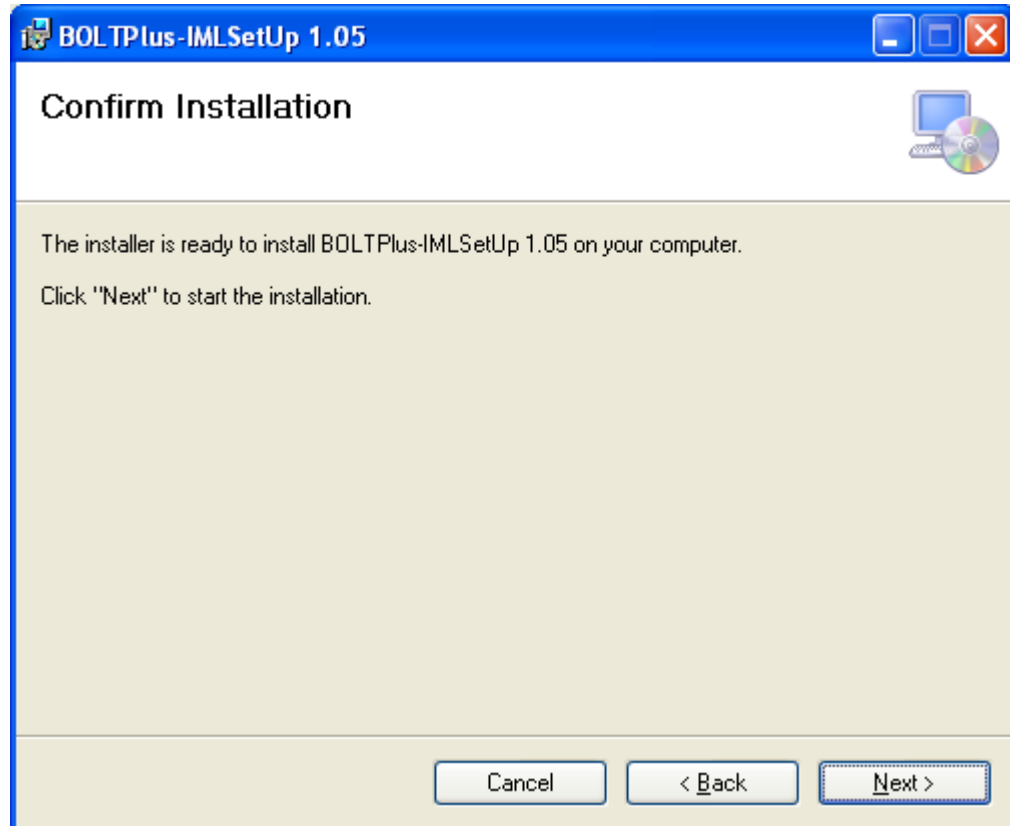 BOLTPlus-IMLSetUp 1.05
Confirm Installation
The installer is ready to install BOLTPlus-IMLSetUp 1.05 on your computer.
Click "Next" to start the installation.
Cancel
< Back
Next >